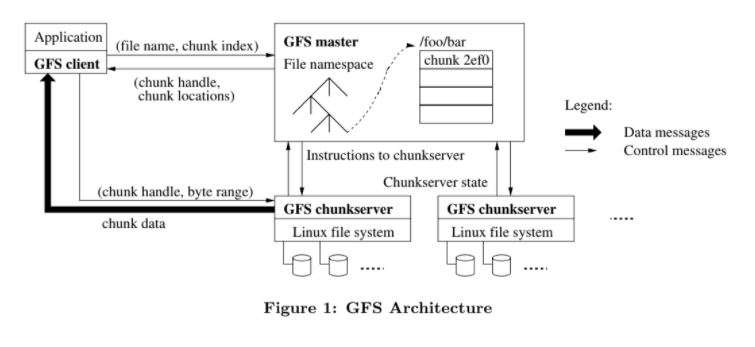 Application
GFS client
(file name, chunk index)
(chunk handle,
chunk locations)
GFS master
File namespace
/foo/bar
chunk 2ef0
Legend:
Data messages
Control messages
Instructions to chunkserver
Chunkserver state
(chunk handle, byte range)
chunk data
GFS chunkserver
Linux file system
GFS chunkserver
Linux file system
Figure 1: GFS Architecture